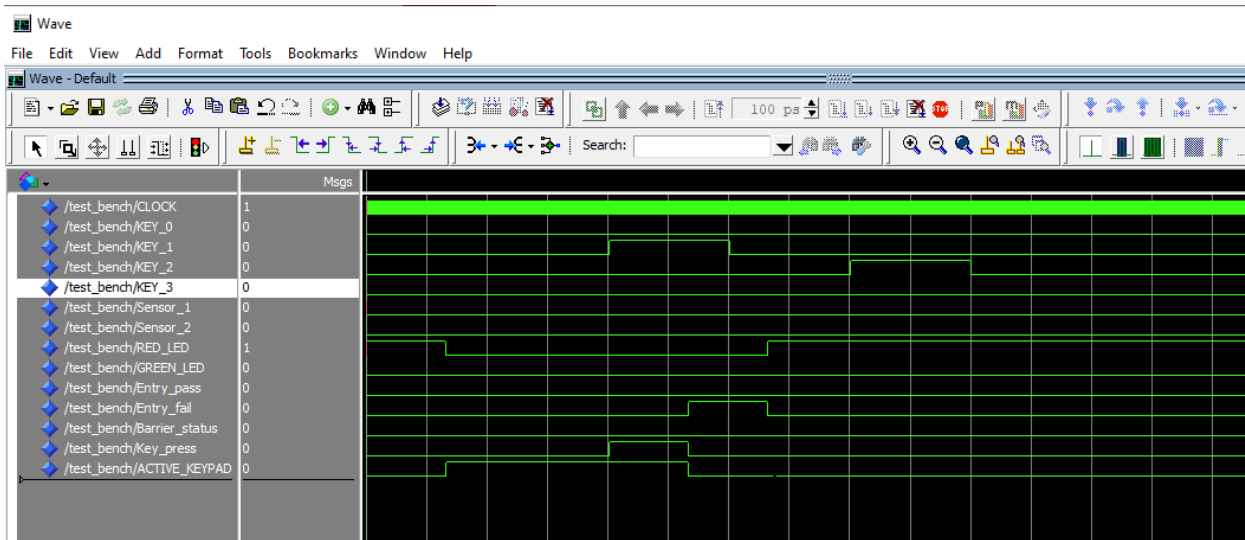 Wave
File Edit View Add Format Tools Bookmarks Window Help
Wave - Default
100 ps
Search:
Msgs
/test_bench/CLOCK 1
/test_bench/KEY_0 0
/test_bench/KEY_1 0
/test_bench/KEY_2 0
/test_bench/KEY_3 0
/test_bench/Sensor_1 0
/test_bench/Sensor_2 0
/test_bench/RED_LED 1
/test_bench/GREEN_LED 0
/test_bench/Entry_pass 0
/test_bench/Entry_fail 0
/test_bench/Barrier_status 0
/test_bench/Key_press 0
/test_bench/ACTIVE_KEYPAD 0